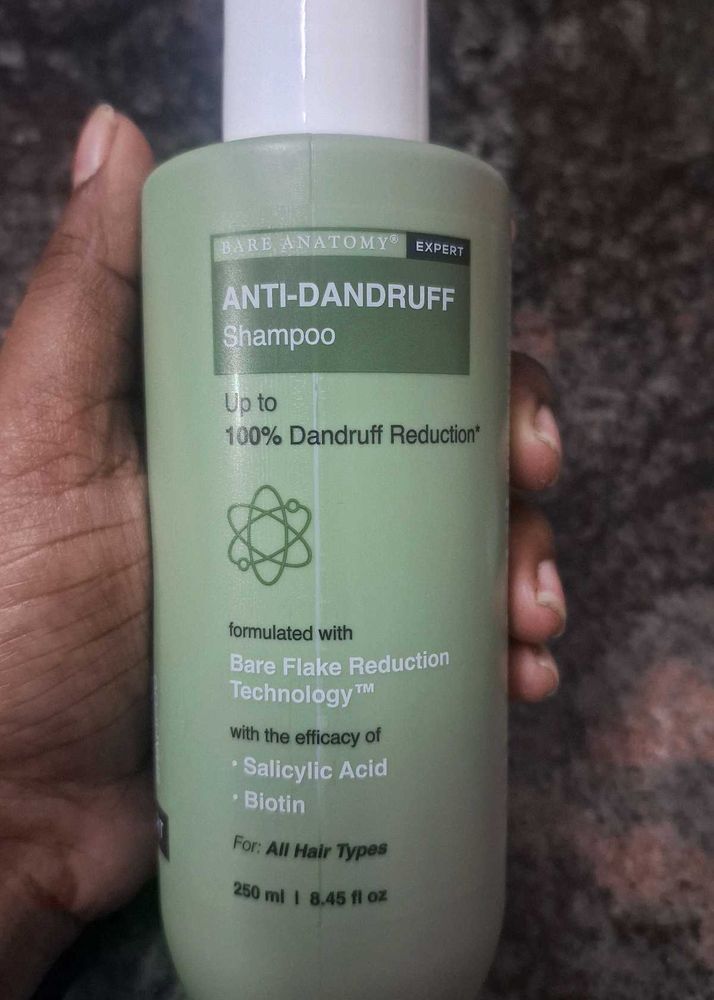 BARE ANATOMY® EXPERT
ANTI-DANDRUFF
Shampoo
Up to
100% Dandruff Reduction*
formulated with
Bare Flake Reduction
Technology™
with the efficacy of
• Salicylic Acid
• Biotin
For: All Hair Types
250 ml | 8.45 fl oz